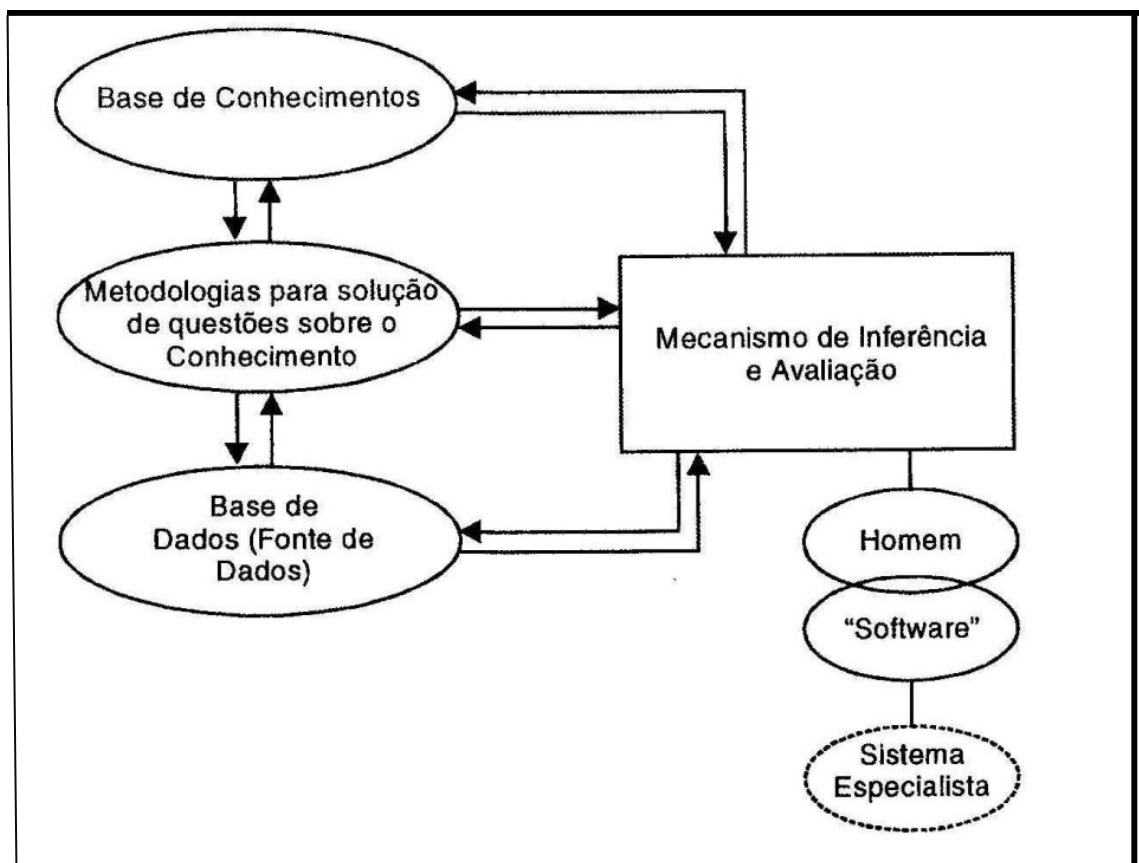 Base de Conhecimentos
Metodologias para solução
de questões sobre o
Conhecimento
Mecanismo de Inferência
e Avaliação
Base de
Dados (Fonte de
Dados)
Homem
“Software”
Sistema
Especialista